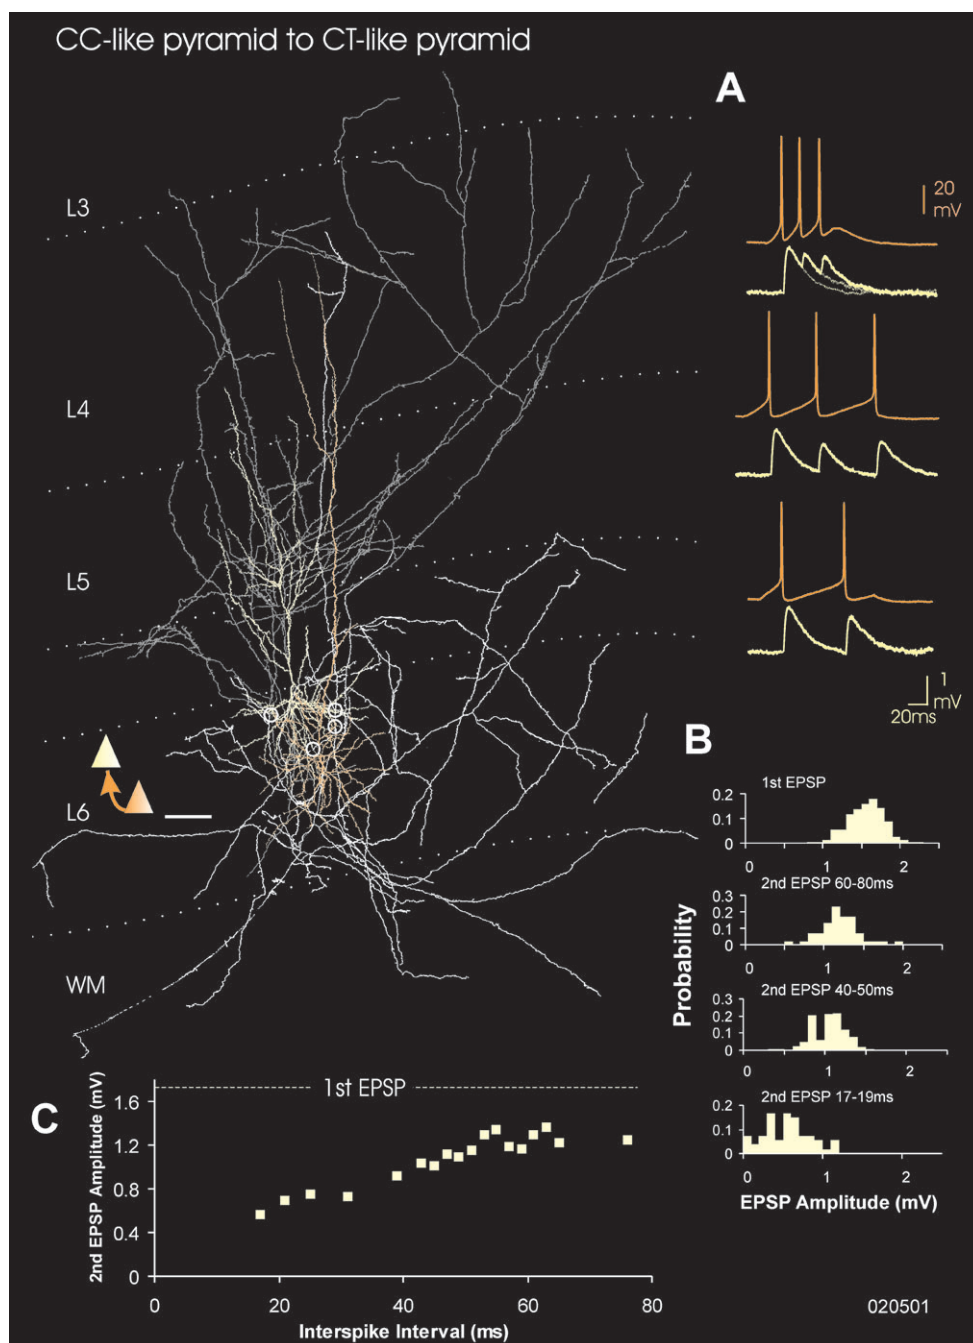 CC-like pyramid to CT-like pyramid
A
20
mV
L3
L4
L5
L6
WM
1
mV
20ms
B
1st EPSP
0.2
0.1
0
0 1 2
2nd EPSP 60-80ms
0.3
0.2
0.1
0
0 1 2
2nd EPSP 40-50ms
0.3
0.2
0.1
0
0 1 2
2nd EPSP 17-19ms
0.2
0.1
0
0 1 2
Probability
EPSP Amplitude (mV)
C
1st EPSP
2nd EPSP Amplitude (mV)
1.6
1.2
0.8
0.4
0
0 20 40 60 80
Interspike Interval (ms)
020501